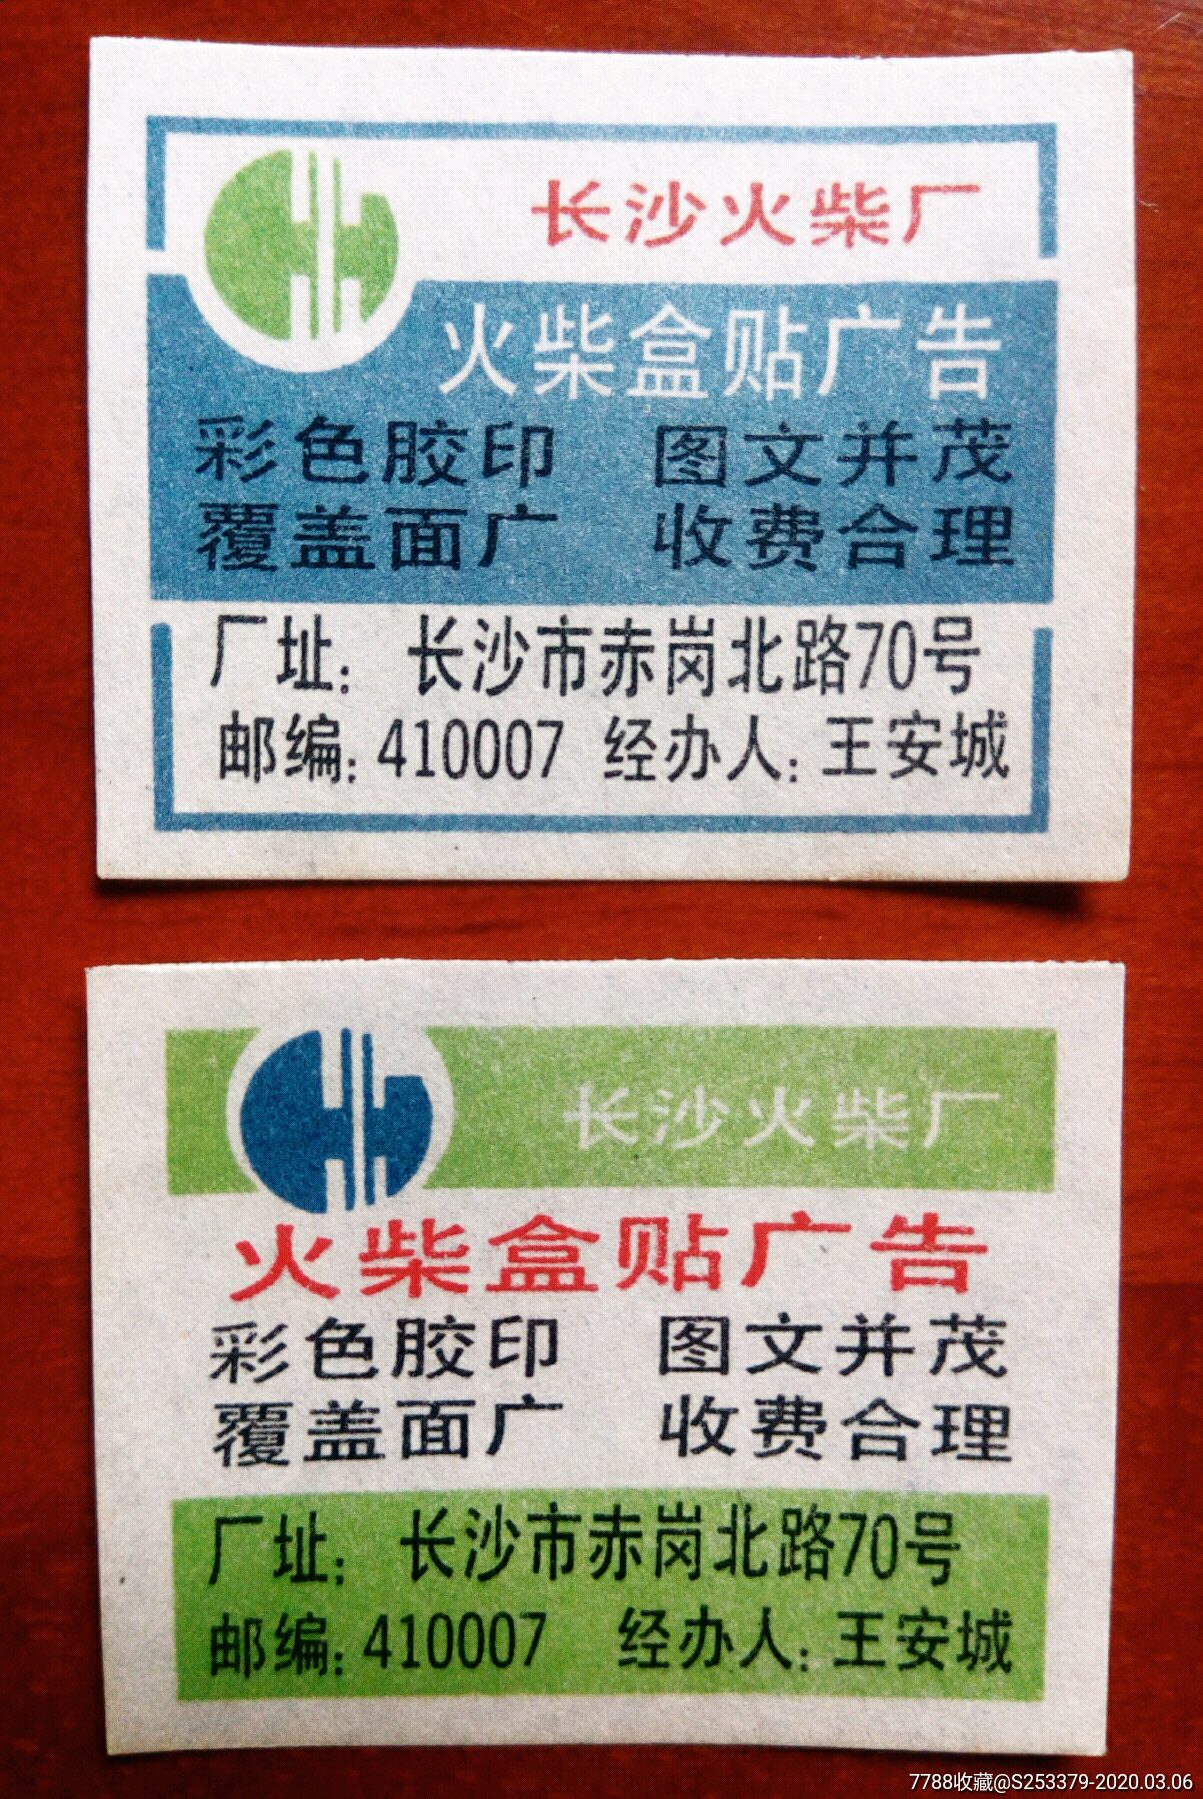 长沙火柴厂
火柴盒贴广告
彩色胶印 图文并茂
覆盖面广 收费合理
厂址: 长沙市赤岗北路70号
邮编: 410007 经办人: 王安城
长沙火柴厂
火柴盒贴广告
彩色胶印 图文并茂
覆盖面广 收费合理
厂址: 长沙市赤岗北路70号
邮编: 410007 经办人: 王安城
7788收藏@S253379-2020.03.06